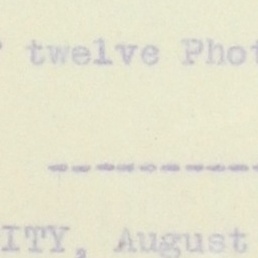 twelve Phot
--------
ITY, August